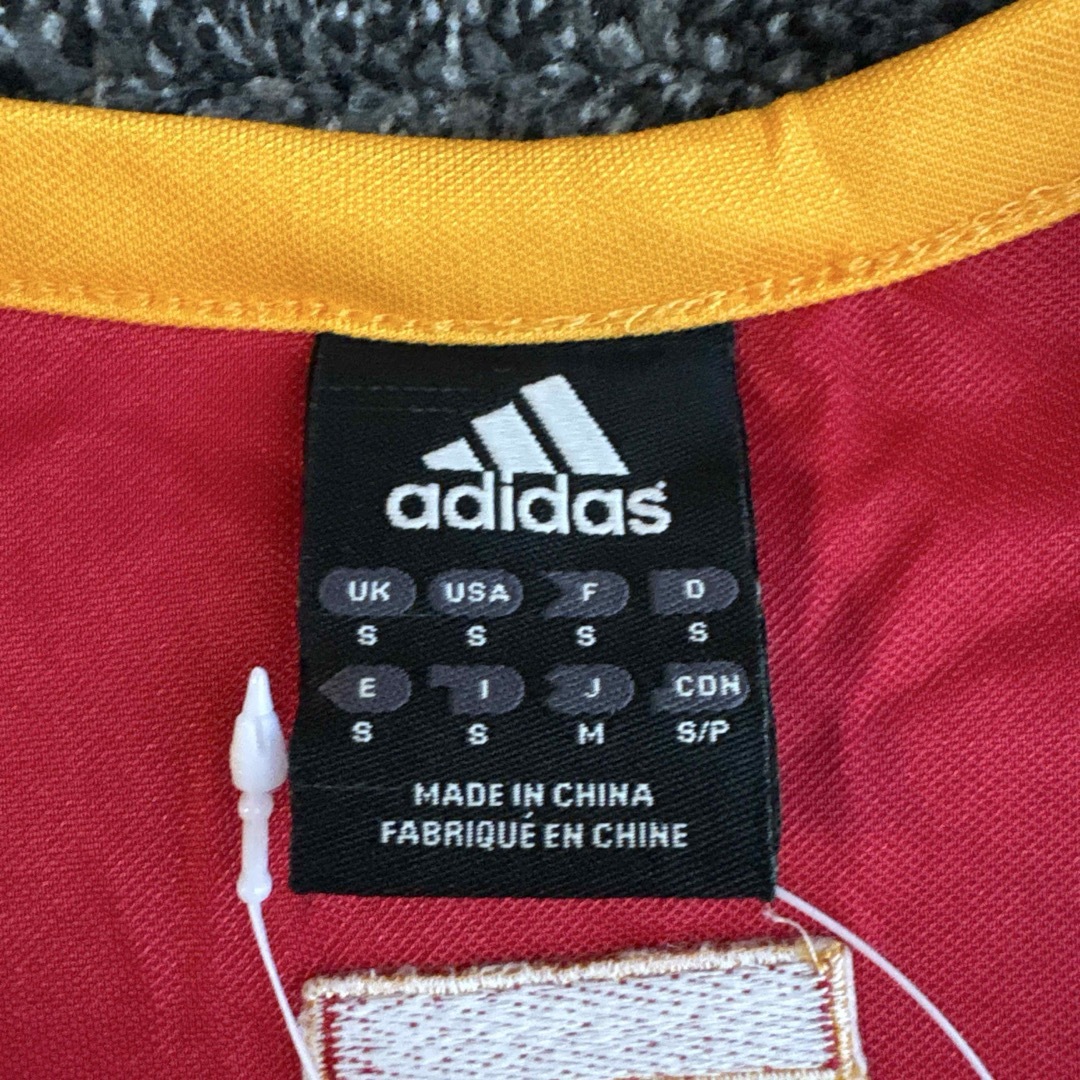 adidas
UK USA F D
S S S S
E I J CDN
S S M S/P
MADE IN CHINA
FABRIQUÉ EN CHINE